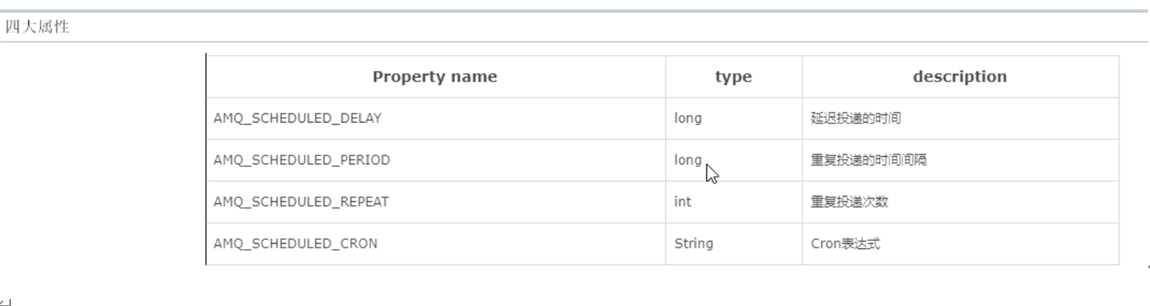 四大属性
Property name type description
AMQ_SCHEDULED_DELAY long 延迟投递的时间
AMQ_SCHEDULED_PERIOD long 重复投递的时间间隔
AMQ_SCHEDULED_REPEAT int 重复投递次数
AMQ_SCHEDULED_CRON String Cron表达式